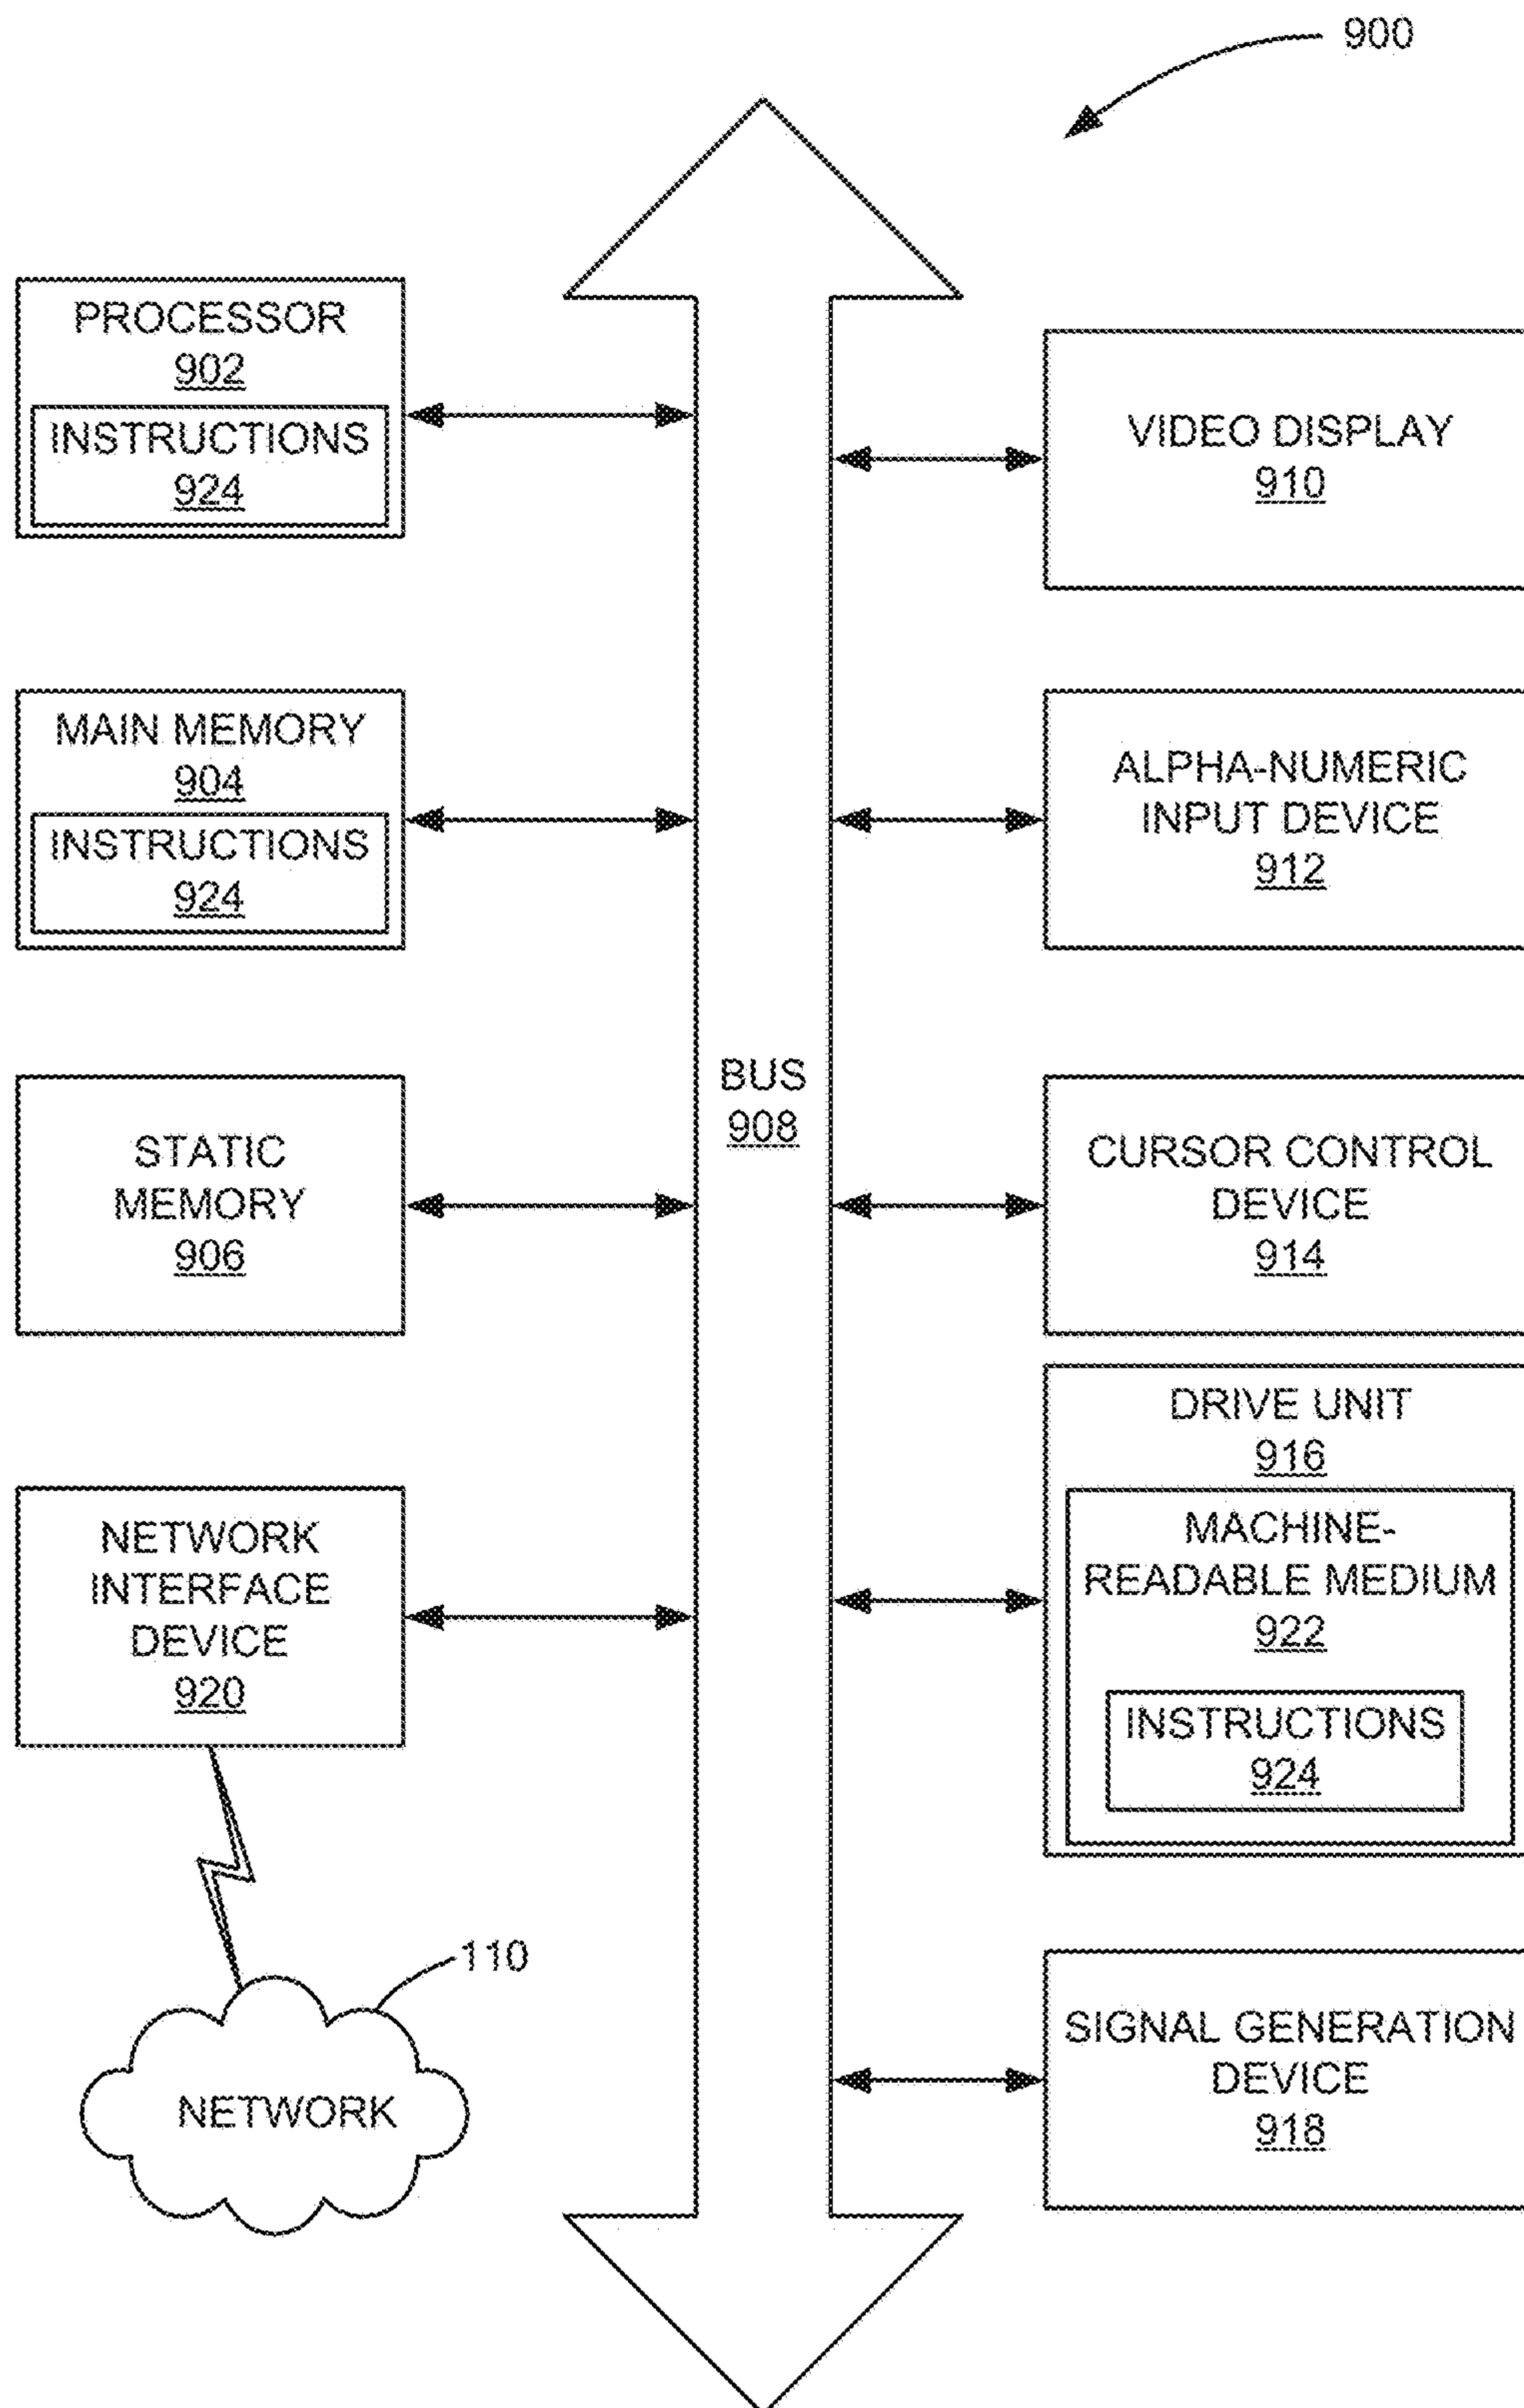 900
PROCESSOR
902
INSTRUCTIONS
924
MAIN MEMORY
904
INSTRUCTIONS
924
STATIC
MEMORY
906
NETWORK
INTERFACE
DEVICE
920
110
NETWORK
BUS
908
VIDEO DISPLAY
910
ALPHA-NUMERIC
INPUT DEVICE
912
CURSOR CONTROL
DEVICE
914
DRIVE UNIT
916
MACHINE-
READABLE MEDIUM
922
INSTRUCTIONS
924
SIGNAL GENERATION
DEVICE
918